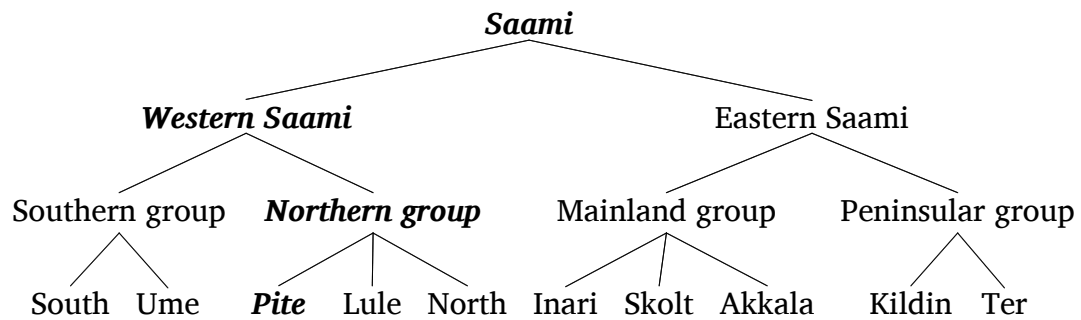 Saami
Western Saami Eastern Saami
Southern group Northern group Mainland group Peninsular group
South Ume Pite Lule North Inari Skolt Akkala Kildin Ter